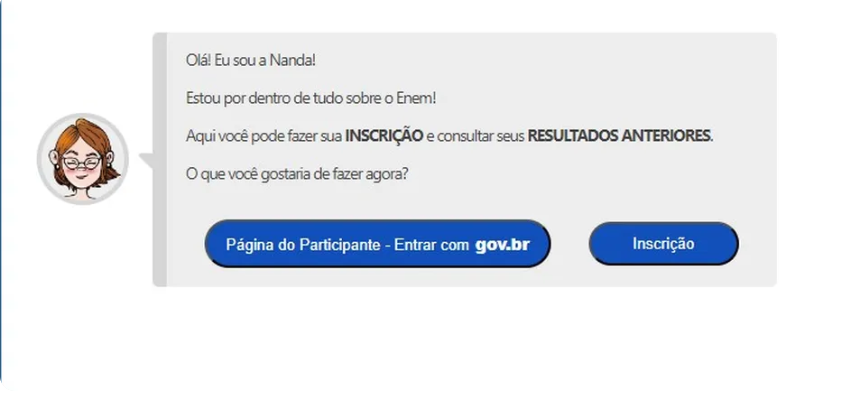 Olá! Eu sou a Nanda!
Estou por dentro de tudo sobre o Enem!
Aqui você pode fazer sua INSCRIÇÃO e consultar seus RESULTADOS ANTERIORES.
O que você gostaria de fazer agora?
Página do Participante - Entrar com gov.br
Inscrição